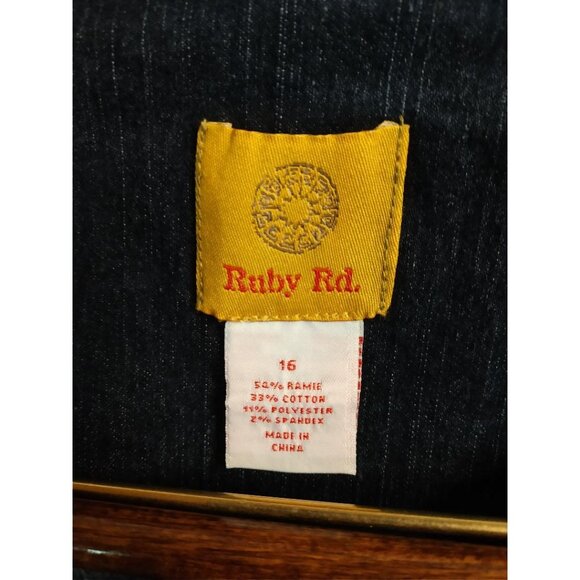 Ruby Rd.
16
54% RAMIE
33% COTTON
11% POLYESTER
2% SPANDEX
MADE IN
CHINA